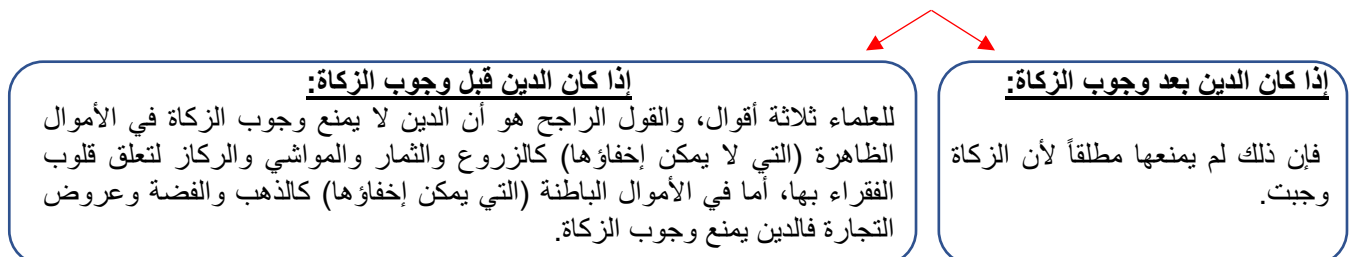 إذا كان الدين بعد وجوب الزكاة:
فإن ذلك لم يمنعها مطلقاً لأن الزكاة
وجبت.
إذا كان الدين قبل وجوب الزكاة:
للعلماء ثلاثة أقوال، والقول الراجح هو أن الدين لا يمنع وجوب الزكاة في الأموال
الظاهرة (التي لا يمكن إخفاؤها) كالزروع والثمار والمواشي والركاز لتعلق قلوب
الفقراء بها، أما في الأموال الباطنة (التي يمكن إخفاؤها) كالذهب والفضة وعروض
التجارة فالدين يمنع وجوب الزكاة.